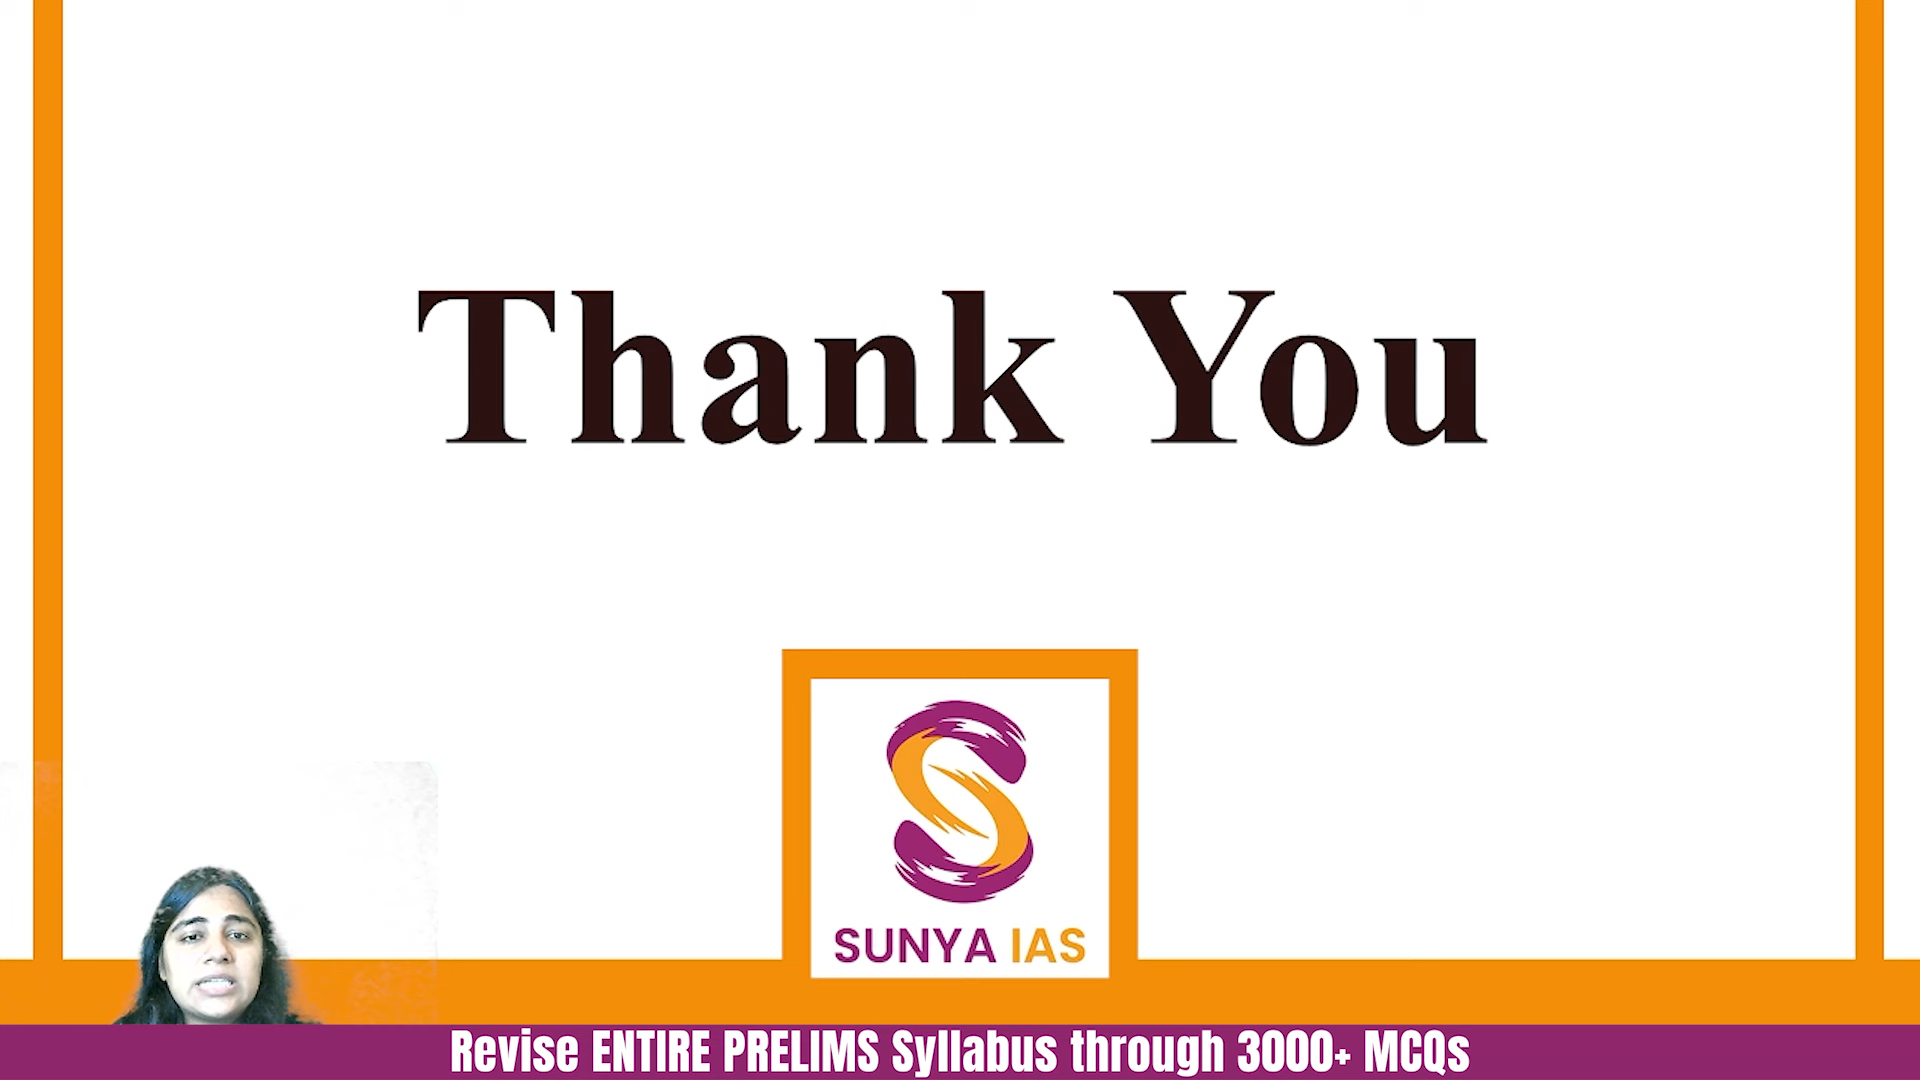 Thank You
SUNYA IAS
Revise ENTIRE PRELIMS Syllabus through 3000+ MCQs